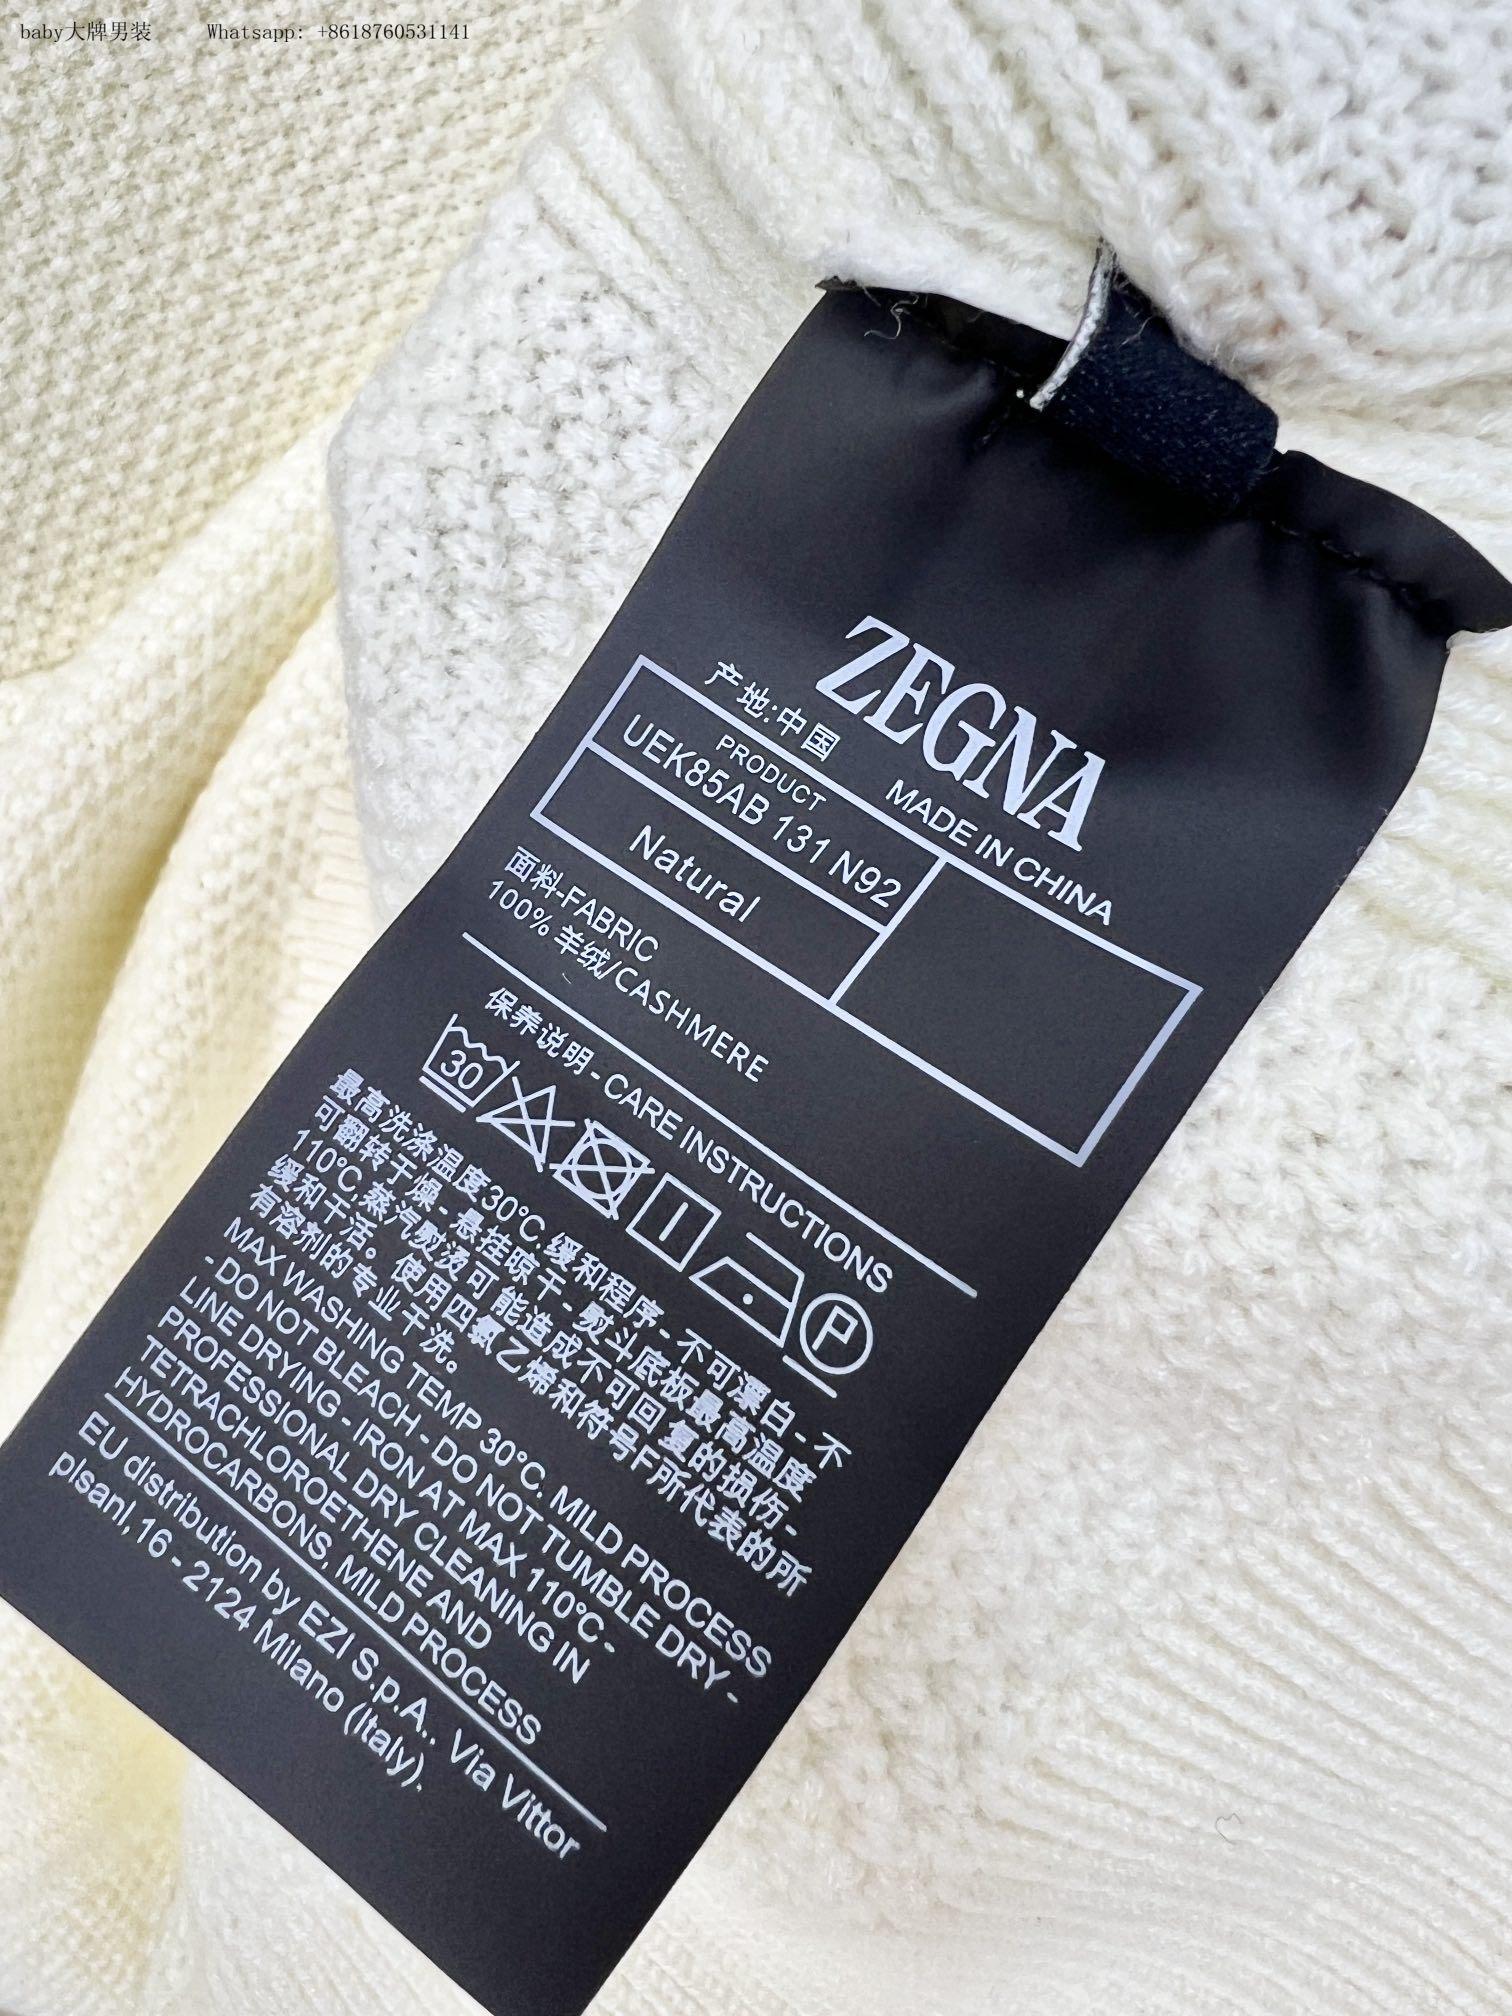 baby大牌男装 Whatsapp: +8618760531141
ZEGNA
产地:中国 MADE IN CHINA
PRODUCT
UEK85AB 131 N92
Natural
面料-FABRIC
100% 羊绒/CASHMERE
保养说明 - CARE INSTRUCTIONS
30
P
最高洗涤温度30°C. 缓和程序 - 不可漂白 - 不
可翻转干燥 - 悬挂晾干 - 熨斗底板最高温度
110°C,蒸汽熨烫可能造成不可回复的损伤 -
缓和干活。使用四氯乙烯和符号F所代表的所
有溶剂的专业干洗。
MAX WASHING TEMP 30°C. MILD PROCESS
- DO NOT BLEACH - DO NOT TUMBLE DRY -
LINE DRYING - IRON AT MAX 110°C -
PROFESSIONAL DRY CLEANING IN
TETRACHLOROETHENE AND
HYDROCARBONS, MILD PROCESS
EU distribution by EZI S.p.A.. Via Vittor
pisanl, 16 - 2124 Milano (Italy).